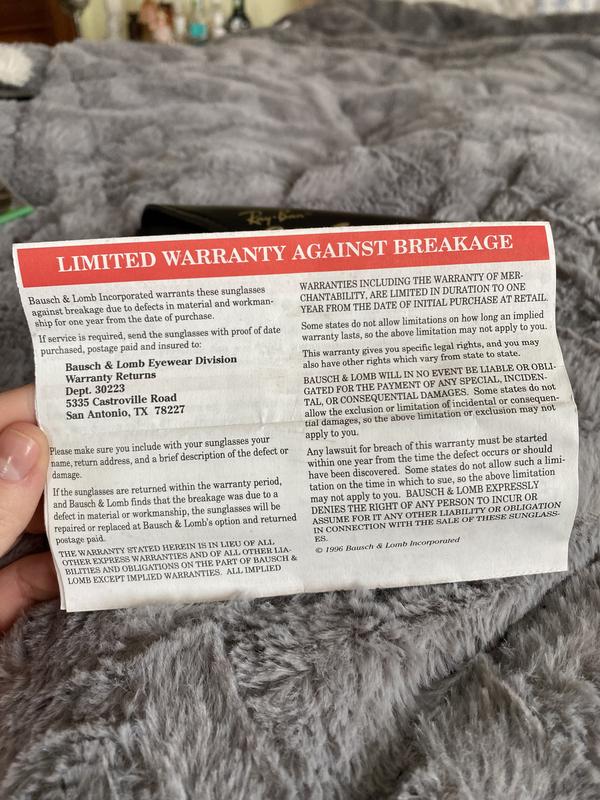 Ray-Ban
LIMITED WARRANTY AGAINST BREAKAGE
Bausch & Lomb Incorporated warrants these sunglasses
against breakage due to defects in material and workman-
ship for one year from the date of purchase.
If service is required, send the sunglasses with proof of date
purchased, postage paid and insured to:
Bausch & Lomb Eyewear Division
Warranty Returns
Dept. 30223
5335 Castroville Road
San Antonio, TX 78227
Please make sure you include with your sunglasses your
name, return address, and a brief description of the defect or
damage.
If the sunglasses are returned within the warranty period,
and Bausch & Lomb finds that the breakage was due to a
defect in material or workmanship, the sunglasses will be
repaired or replaced at Bausch & Lomb's option and returned
postage paid.
THE WARRANTY STATED HEREIN IS IN LIEU OF ALL
OTHER EXPRESS WARRANTIES AND OF ALL OTHER LIA-
BILITIES AND OBLIGATIONS ON THE PART OF BAUSCH &
LOMB EXCEPT IMPLIED WARRANTIES. ALL IMPLIED
WARRANTIES INCLUDING THE WARRANTY OF MER-
CHANTABILITY, ARE LIMITED IN DURATION TO ONE
YEAR FROM THE DATE OF INITIAL PURCHASE AT RETAIL.
Some states do not allow limitations on how long an implied
warranty lasts, so the above limitation may not apply to you.
This warranty gives you specific legal rights, and you may
also have other rights which vary from state to state.
BAUSCH & LOMB WILL IN NO EVENT BE LIABLE OR OBLI-
GATED FOR THE PAYMENT OF ANY SPECIAL, INCIDEN-
TAL OR CONSEQUENTIAL DAMAGES. Some states do not
allow the exclusion or limitation of incidental or consequen-
tial damages, so the above limitation or exclusion may not
apply to you.
Any lawsuit for breach of this warranty must be started
within one year from the time the defect occurs or should
have been discovered. Some states do not allow such a limi-
tation on the time in which to sue, so the above limitation
may not apply to you. BAUSCH & LOMB EXPRESSLY
DENIES THE RIGHT OF ANY PERSON TO INCUR OR
ASSUME FOR IT ANY OTHER LIABILITY OR OBLIGATION
IN CONNECTION WITH THE SALE OF THESE SUNGLASS-
ES.
© 1996 Bausch & Lomb Incorporated